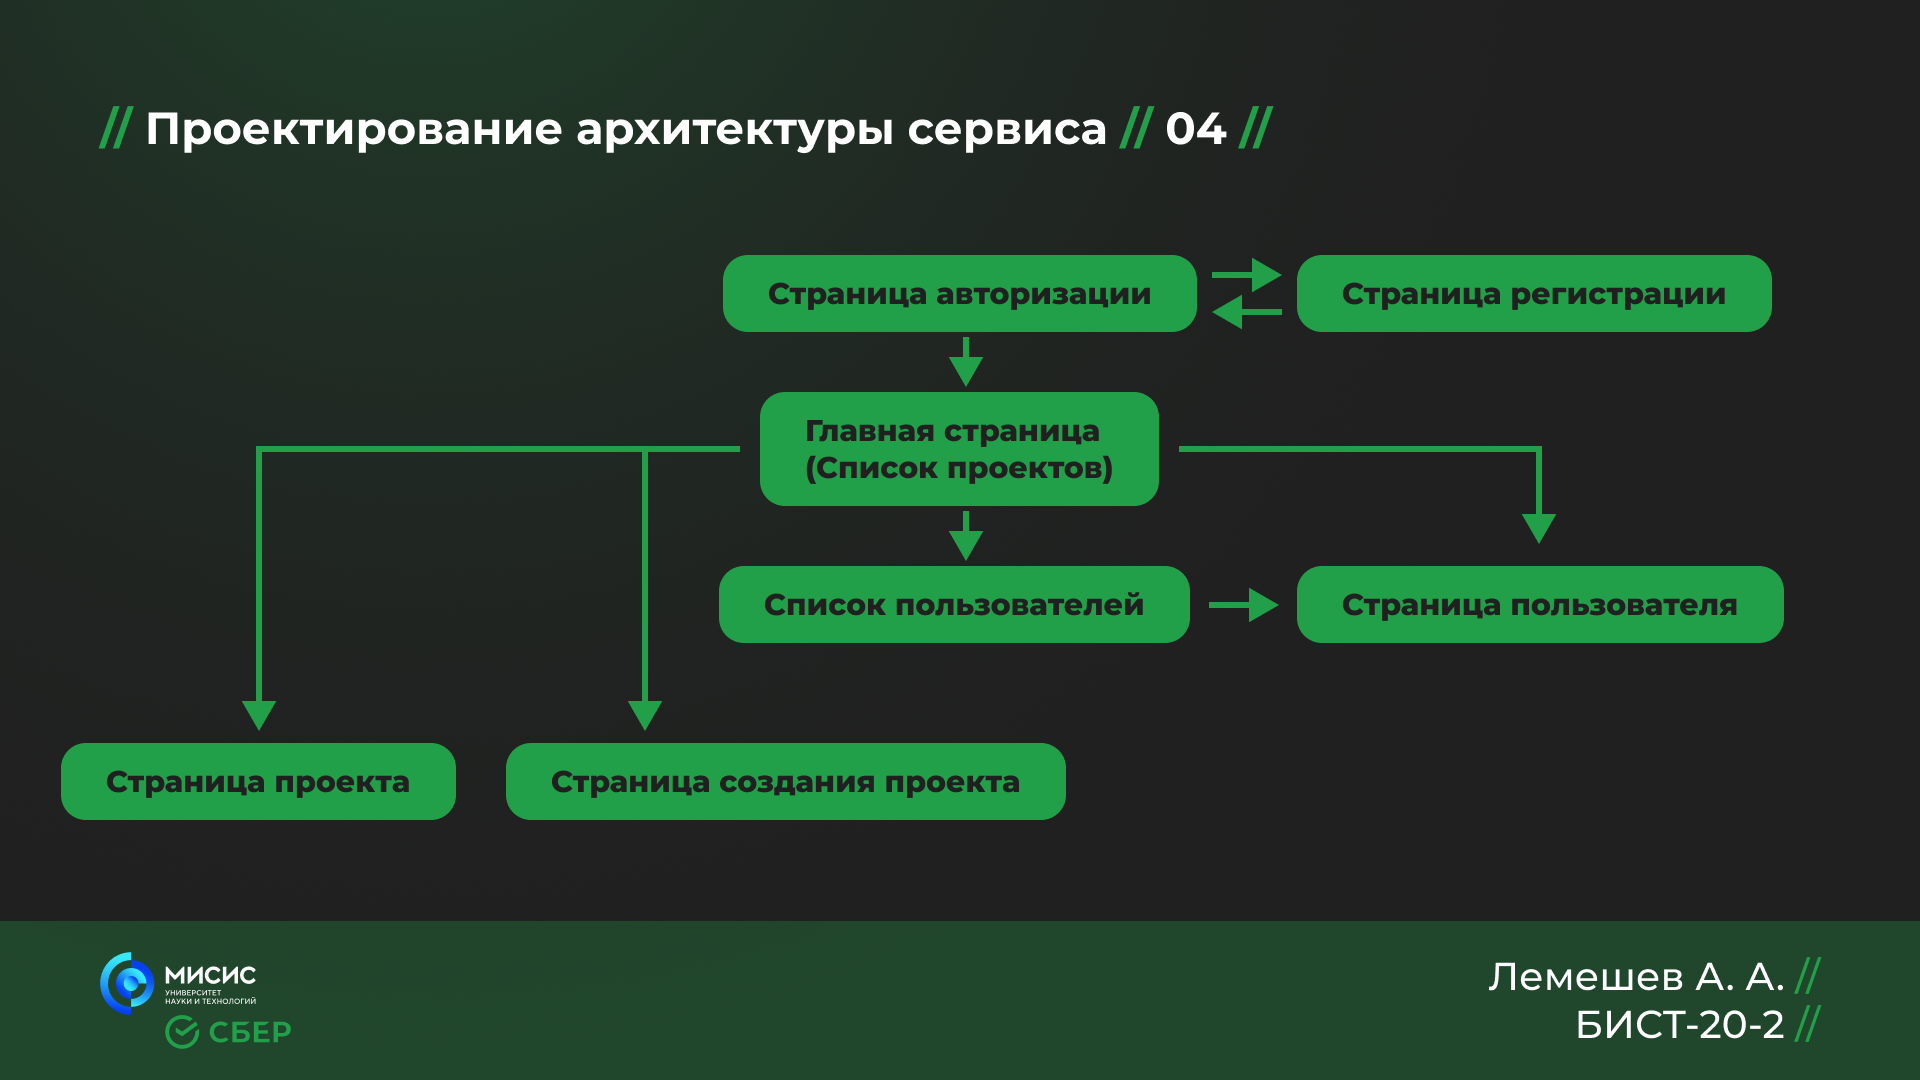 // Проектирование архитектуры сервиса // 04 //
Страница авторизации
Страница регистрации
Главная страница
(Список проектов)
Список пользователей
Страница пользователя
Страница проекта
Страница создания проекта
МИСИС
УНИВЕРСИТЕТ
НАУКИ И ТЕХНОЛОГИЙ
СБЕР
Лемешев А. А. //
БИСТ-20-2 //